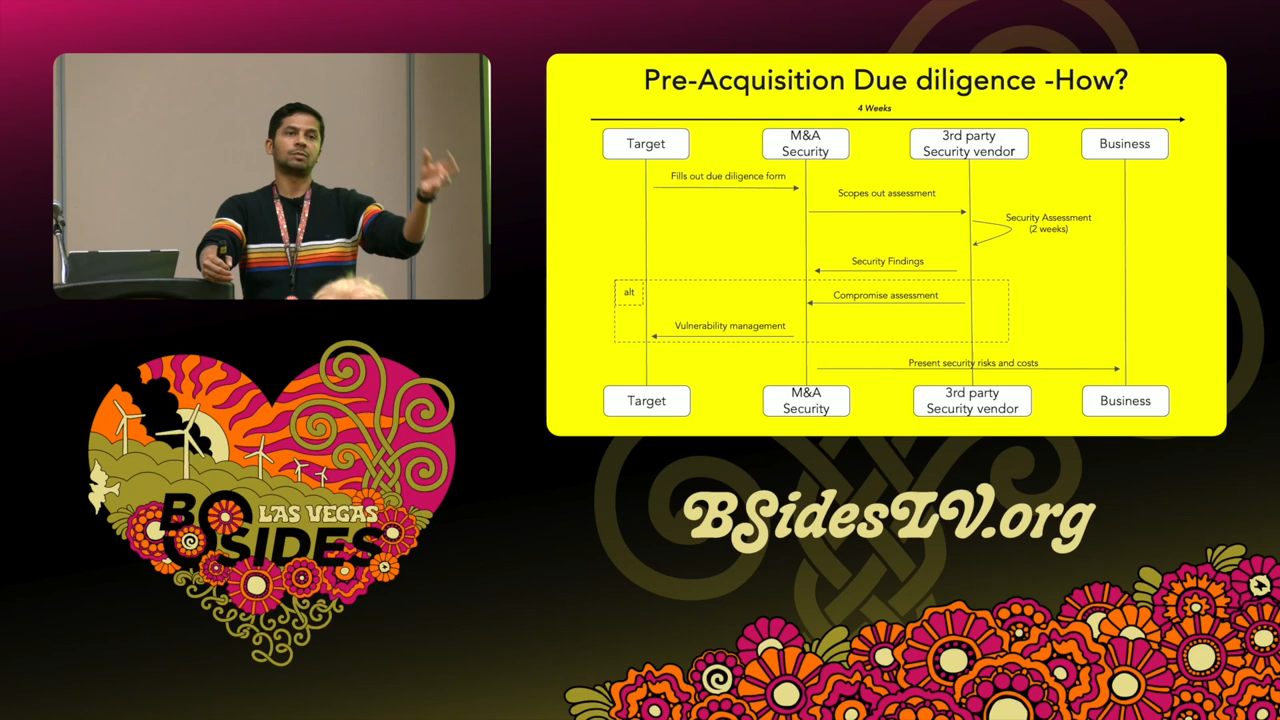 Pre-Acquisition Due diligence -How?
4 Weeks
Target
M&A
Security
3rd party
Security vendor
Business
Fills out due diligence form
Scopes out assessment
Security Assessment
(2 weeks)
Security Findings
alt
Compromise assessment
Vulnerability management
Present security risks and costs
Target
M&A
Security
3rd party
Security vendor
Business
LAS VEGAS
BSIDES
BSidesLV.org